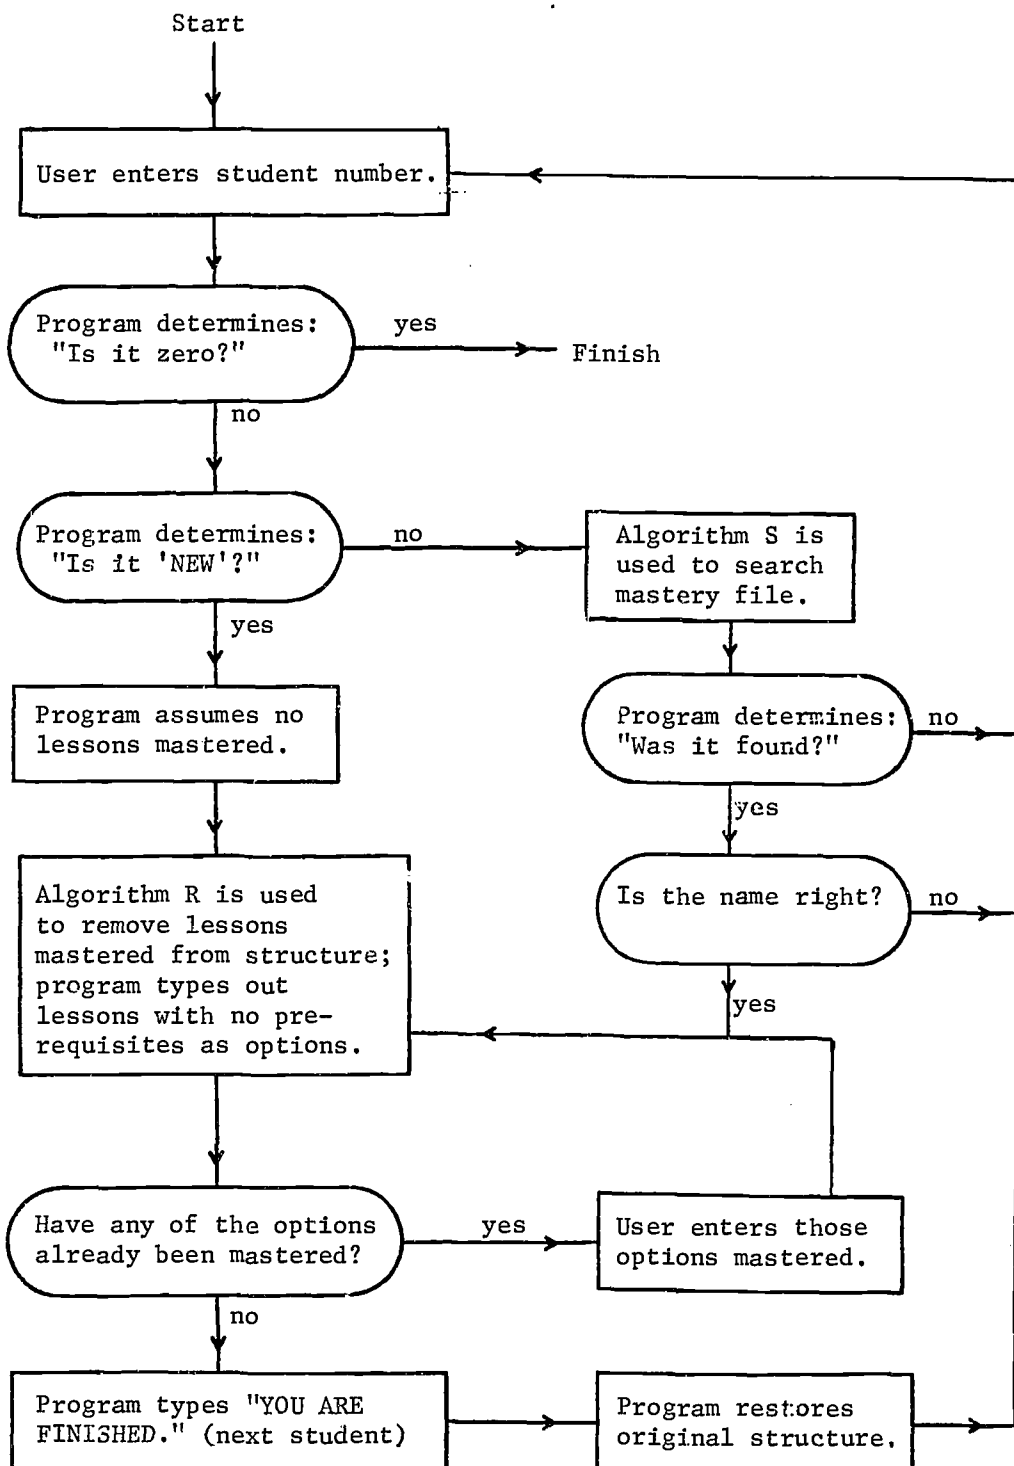 Start
User enters student number.
Program determines:
"Is it zero?"
yes
Finish
no
Program determines:
"Is it 'NEW'?"
no
Algorithm S is
used to search
mastery file.
yes
Program assumes no
lessons mastered.
Program determines:
"Was it found?"
no
yes
Is the name right?
no
yes
Algorithm R is used
to remove lessons
mastered from structure;
program types out
lessons with no pre-
requisites as options.
Have any of the options
already been mastered?
yes
User enters those
options mastered.
no
Program types "YOU ARE
FINISHED." (next student)
Program restores
original structure.